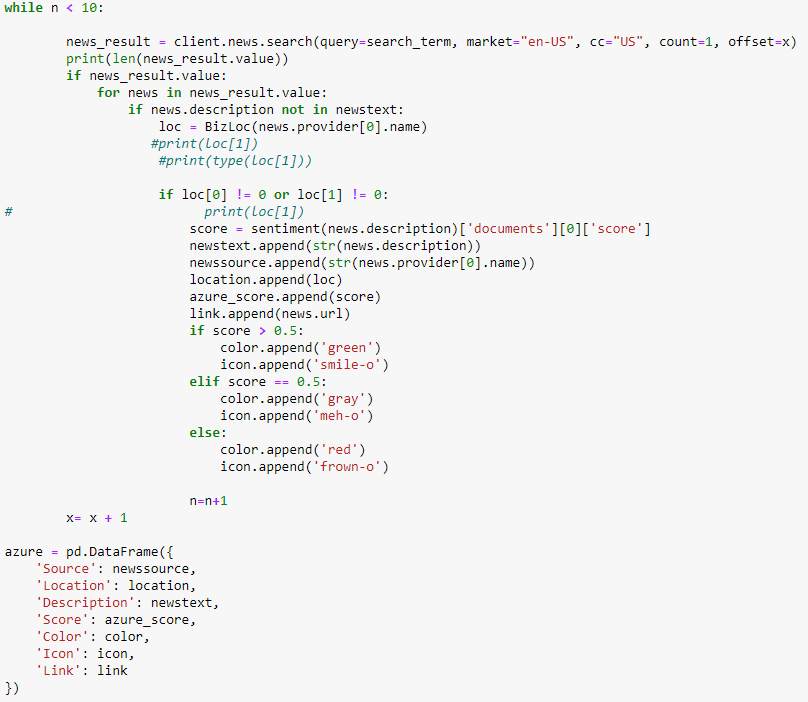 while n < 10:
news_result = client.news.search(query=search_term, market="en-US", cc="US", count=1, offset=x)
print(len(news_result.value))
if news_result.value:
for news in news_result.value:
if news.description not in newstext:
loc = BizLoc(news.provider[0].name)
#print(loc[1])
#print(type(loc[1]))
if loc[0] != 0 or loc[1] != 0:
# print(loc[1])
score = sentiment(news.description)['documents'][0]['score']
newstext.append(str(news.description))
newssource.append(str(news.provider[0].name))
location.append(loc)
azure_score.append(score)
link.append(news.url)
if score > 0.5:
color.append('green')
icon.append('smile-o')
elif score == 0.5:
color.append('gray')
icon.append('meh-o')
else:
color.append('red')
icon.append('frown-o')
n=n+1
x= x + 1
azure = pd.DataFrame({
'Source': newssource,
'Location': location,
'Description': newstext,
'Score': azure_score,
'Color': color,
'Icon': icon,
'Link': link
})